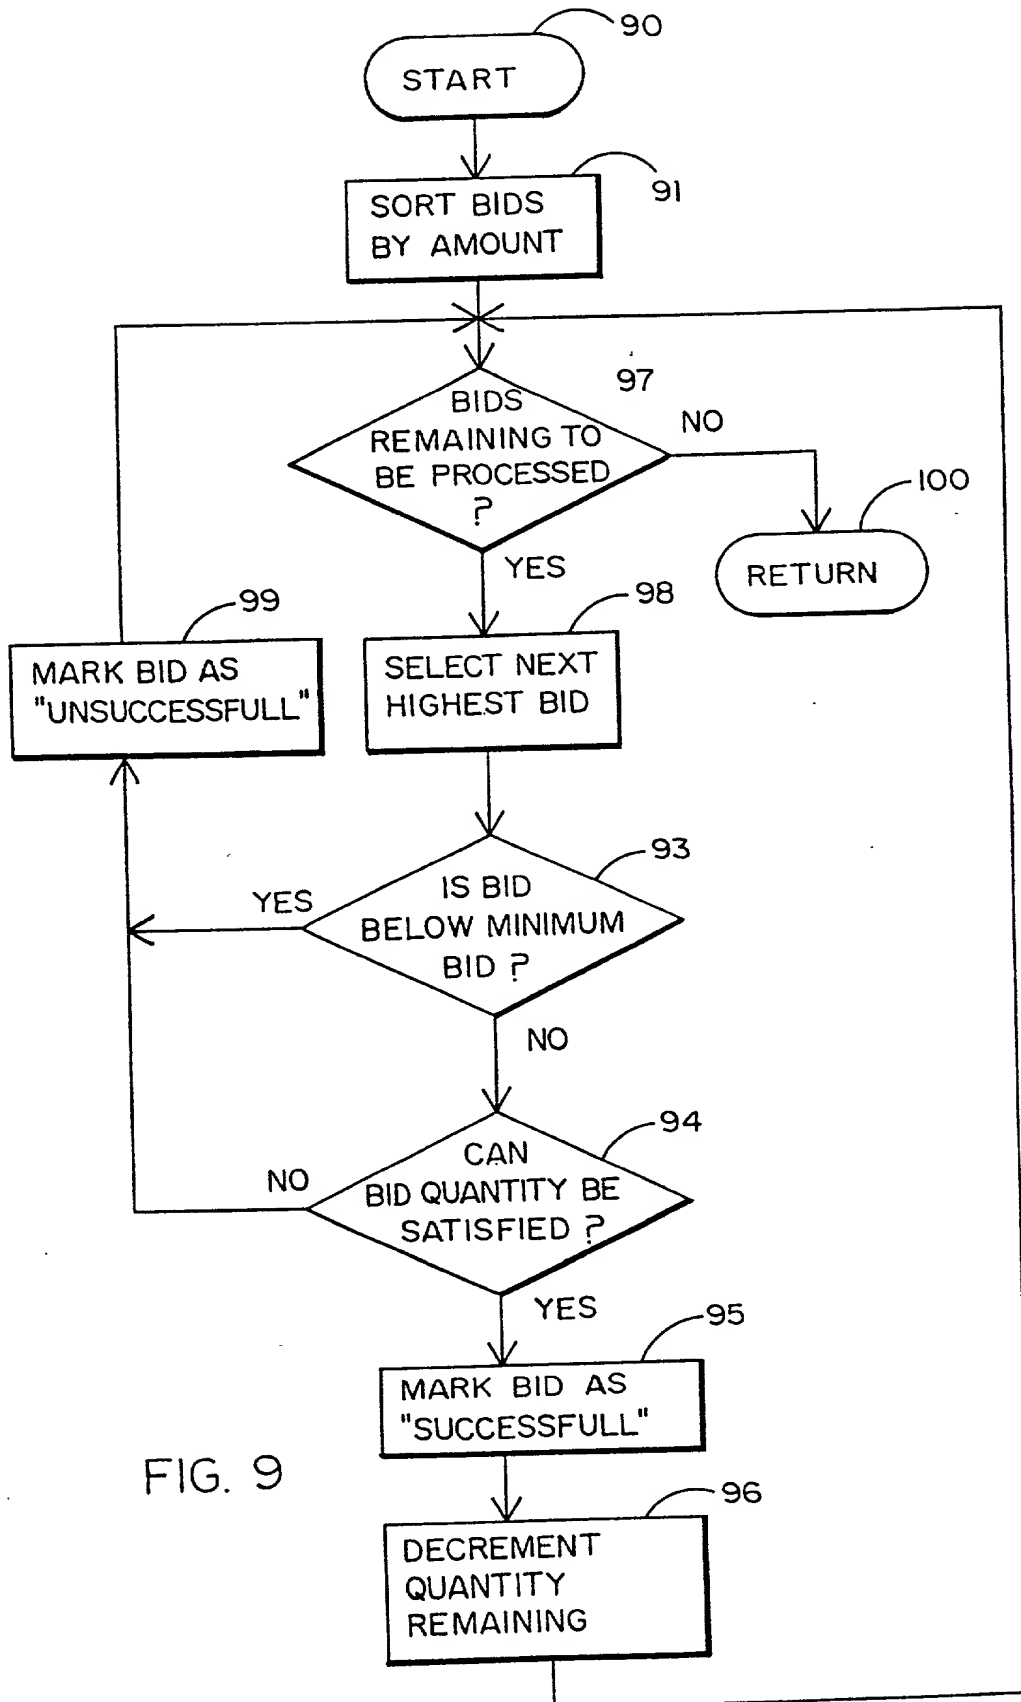 90
START
91
SORT BIDS
BY AMOUNT
97
BIDS
REMAINING TO
BE PROCESSED
?
NO
100
RETURN
YES
99
MARK BID AS
"UNSUCCESSFULL"
98
SELECT NEXT
HIGHEST BID
93
YES
IS BID
BELOW MINIMUM
BID ?
NO
94
NO
CAN
BID QUANTITY BE
SATISFIED ?
YES
95
MARK BID AS
"SUCCESSFULL"
FIG. 9
96
DECREMENT
QUANTITY
REMAINING